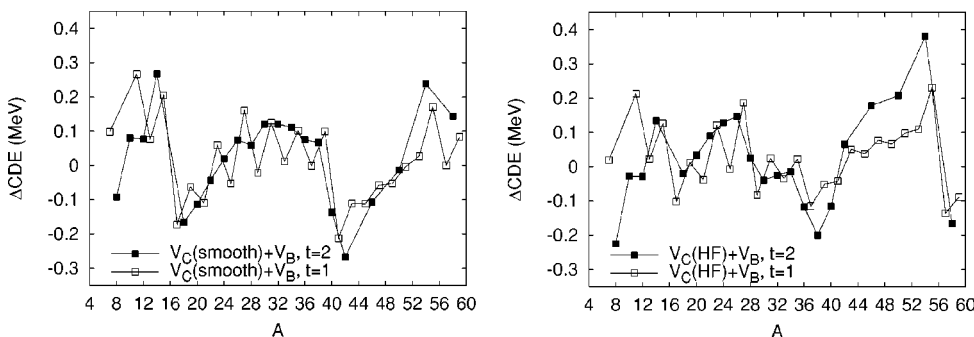 ΔCDE (MeV)
0.4
0.3
0.2
0.1
0
-0.1
-0.2
-0.3
V_C(smooth)+V_B, t=2
V_C(smooth)+V_B, t=1
4 8 12 16 20 24 28 32 36 40 44 48 52 56 60
A
ΔCDE (MeV)
0.4
0.3
0.2
0.1
0
-0.1
-0.2
-0.3
V_C(HF)+V_B, t=2
V_C(HF)+V_B, t=1
4 8 12 16 20 24 28 32 36 40 44 48 52 56 60
A